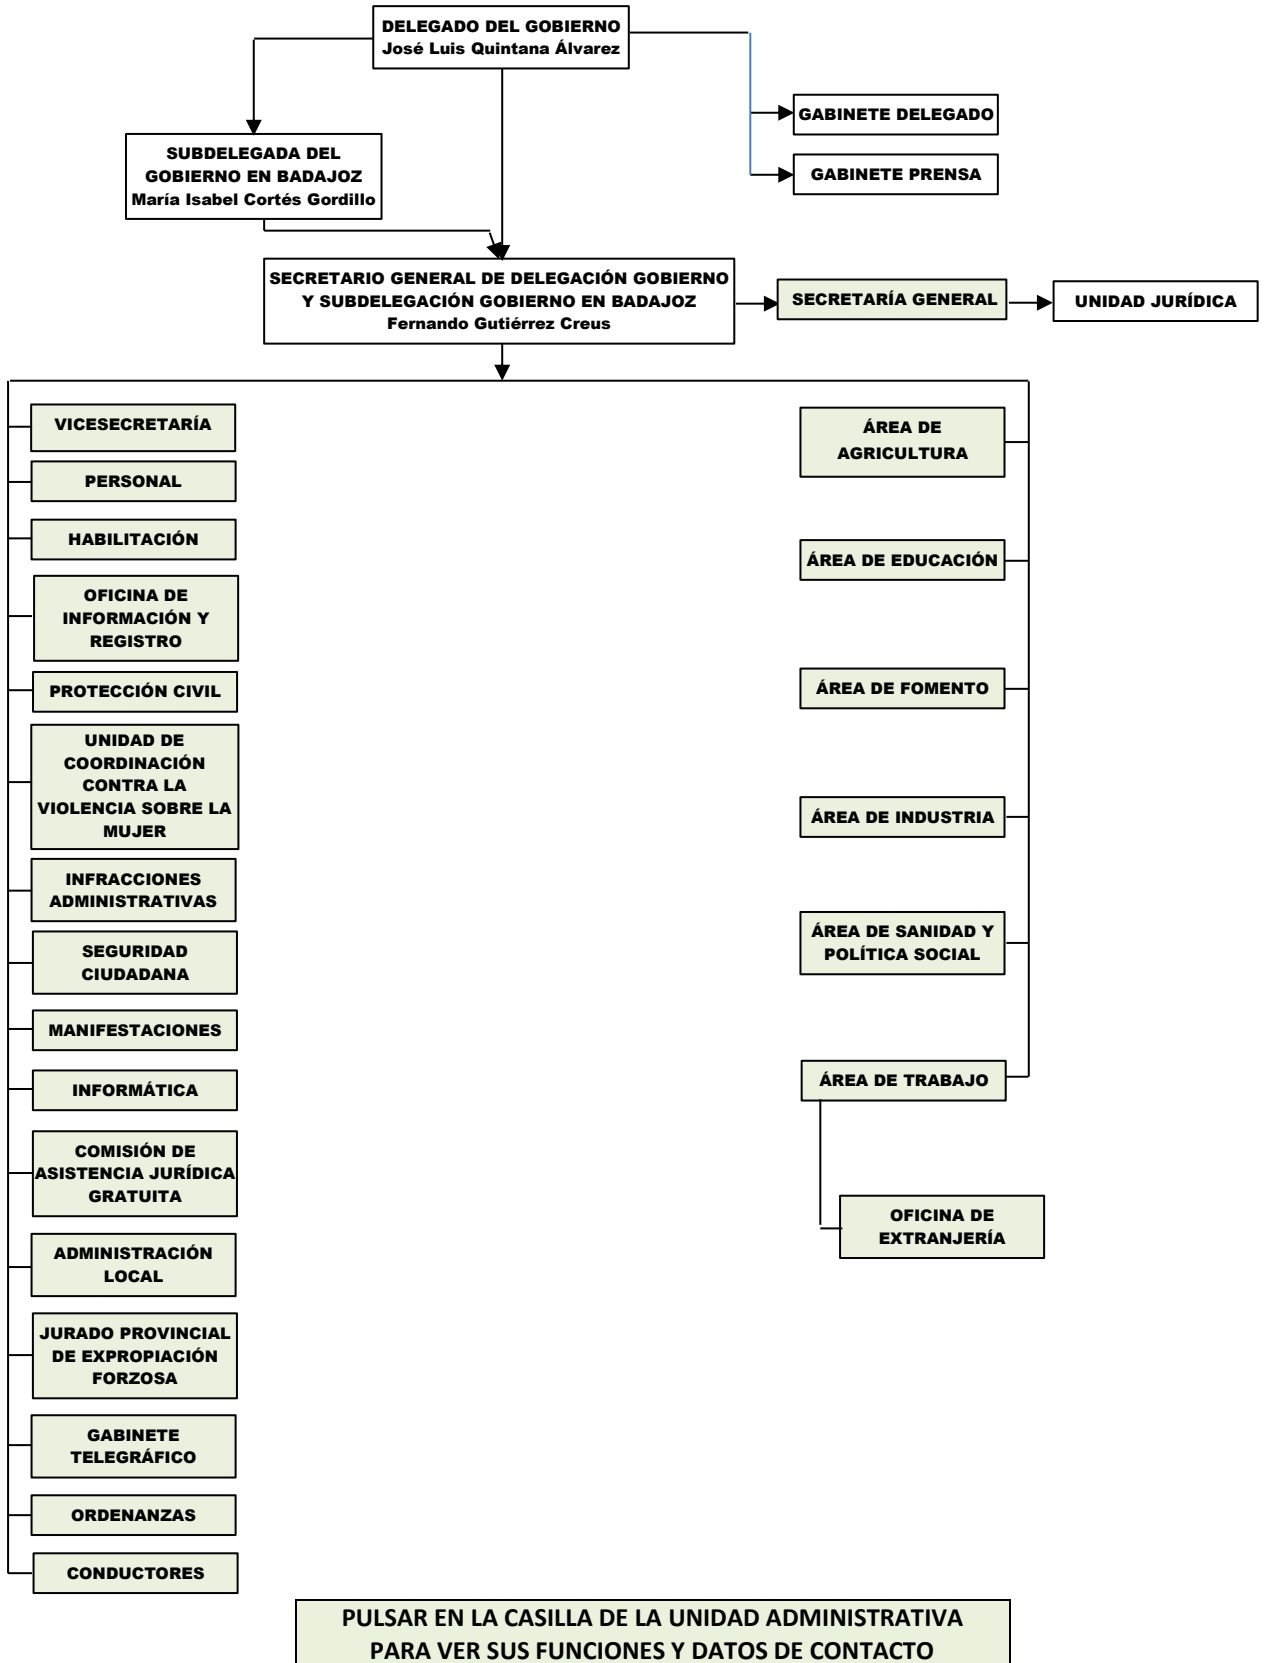 DELEGADO DEL GOBIERNO
José Luis Quintana Álvarez
GABINETE DELEGADO
SUBDELEGADA DEL
GOBIERNO EN BADAJOZ
María Isabel Cortés Gordillo
GABINETE PRENSA
SECRETARIO GENERAL DE DELEGACIÓN GOBIERNO
Y SUBDELEGACIÓN GOBIERNO EN BADAJOZ
Fernando Gutiérrez Creus
SECRETARÍA GENERAL
UNIDAD JURÍDICA
VICESECRETARÍA
PERSONAL
HABILITACIÓN
OFICINA DE
INFORMACIÓN Y
REGISTRO
PROTECCIÓN CIVIL
UNIDAD DE
COORDINACIÓN
CONTRA LA
VIOLENCIA SOBRE LA
MUJER
INFRACCIONES
ADMINISTRATIVAS
SEGURIDAD
CIUDADANA
MANIFESTACIONES
INFORMÁTICA
COMISIÓN DE
ASISTENCIA JURÍDICA
GRATUITA
ADMINISTRACIÓN
LOCAL
JURADO PROVINCIAL
DE EXPROPIACIÓN
FORZOSA
GABINETE
TELEGRÁFICO
ORDENANZAS
CONDUCTORES
ÁREA DE
AGRICULTURA
ÁREA DE EDUCACIÓN
ÁREA DE FOMENTO
ÁREA DE INDUSTRIA
ÁREA DE SANIDAD Y
POLÍTICA SOCIAL
ÁREA DE TRABAJO
OFICINA DE
EXTRANJERÍA
PULSAR EN LA CASILLA DE LA UNIDAD ADMINISTRATIVA
PARA VER SUS FUNCIONES Y DATOS DE CONTACTO